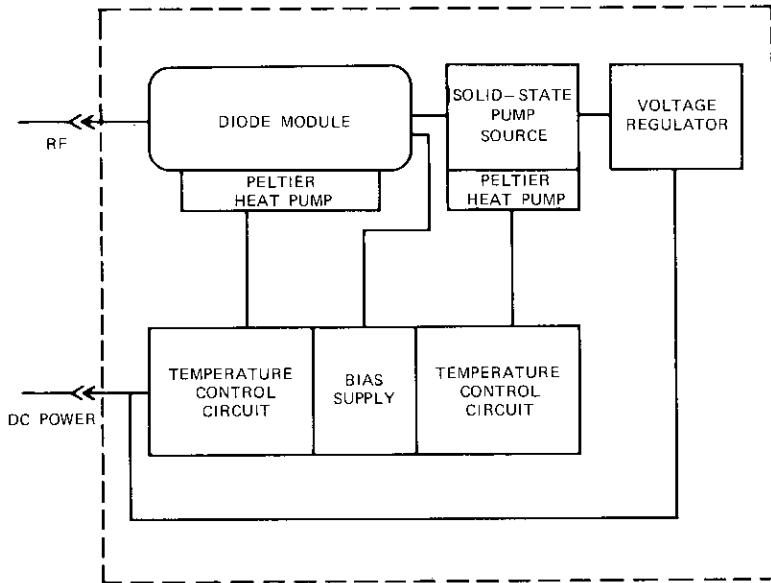 RF
DIODE MODULE
PELTIER
HEAT PUMP
SOLID-STATE
PUMP
SOURCE
PELTIER
HEAT PUMP
VOLTAGE
REGULATOR
DC POWER
TEMPERATURE
CONTROL
CIRCUIT
BIAS
SUPPLY
TEMPERATURE
CONTROL
CIRCUIT